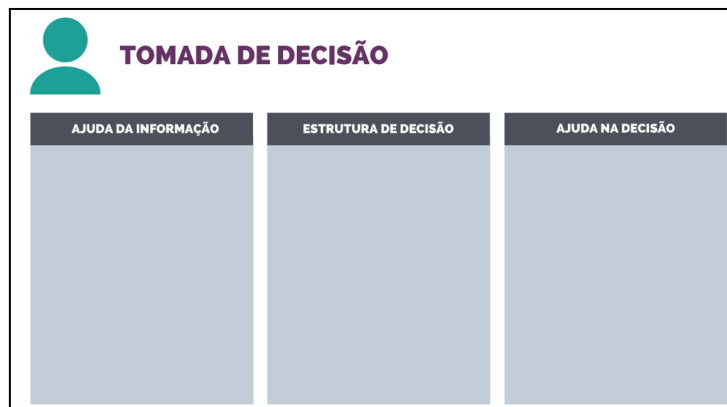 TOMADA DE DECISÃO
AJUDA DA INFORMAÇÃO
ESTRUTURA DE DECISÃO
AJUDA NA DECISÃO